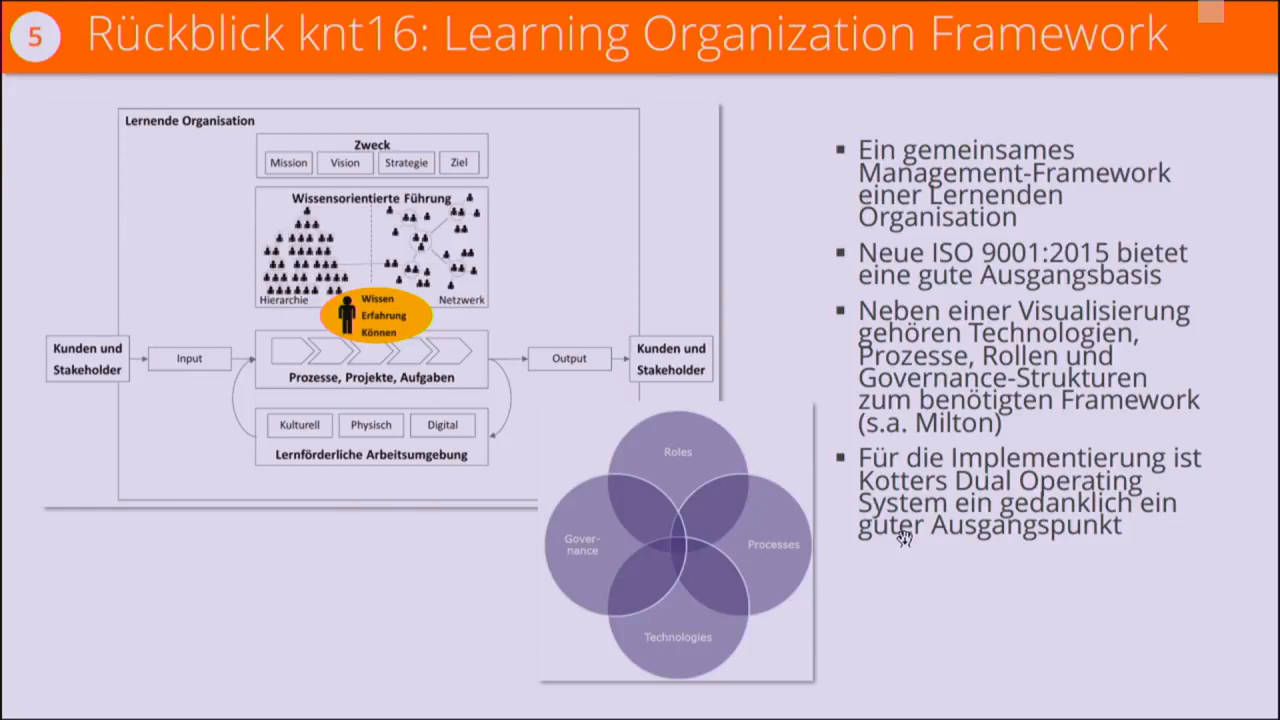 5
Rückblick knt16: Learning Organization Framework
Lernende Organisation
Zweck
Mission
Vision
Strategie
Ziel
Wissensorientierte Führung
Hierarchie
Netzwerk
Wissen
Erfahrung
Können
Kunden und
Stakeholder
Input
Prozesse, Projekte, Aufgaben
Output
Kunden und
Stakeholder
Kulturell
Physisch
Digital
Lernförderliche Arbeitsumgebung
Roles
Gover-
nance
Processes
Technologies
▪ Ein gemeinsames
Management-Framework
einer Lernenden
Organisation
▪ Neue ISO 9001:2015 bietet
eine gute Ausgangsbasis
▪ Neben einer Visualisierung
gehören Technologien,
Prozesse, Rollen und
Governance-Strukturen
zum benötigten Framework
(s.a. Milton)
▪ Für die Implementierung ist
Kotters Dual Operating
System ein gedanklich ein
guter Ausgangspunkt